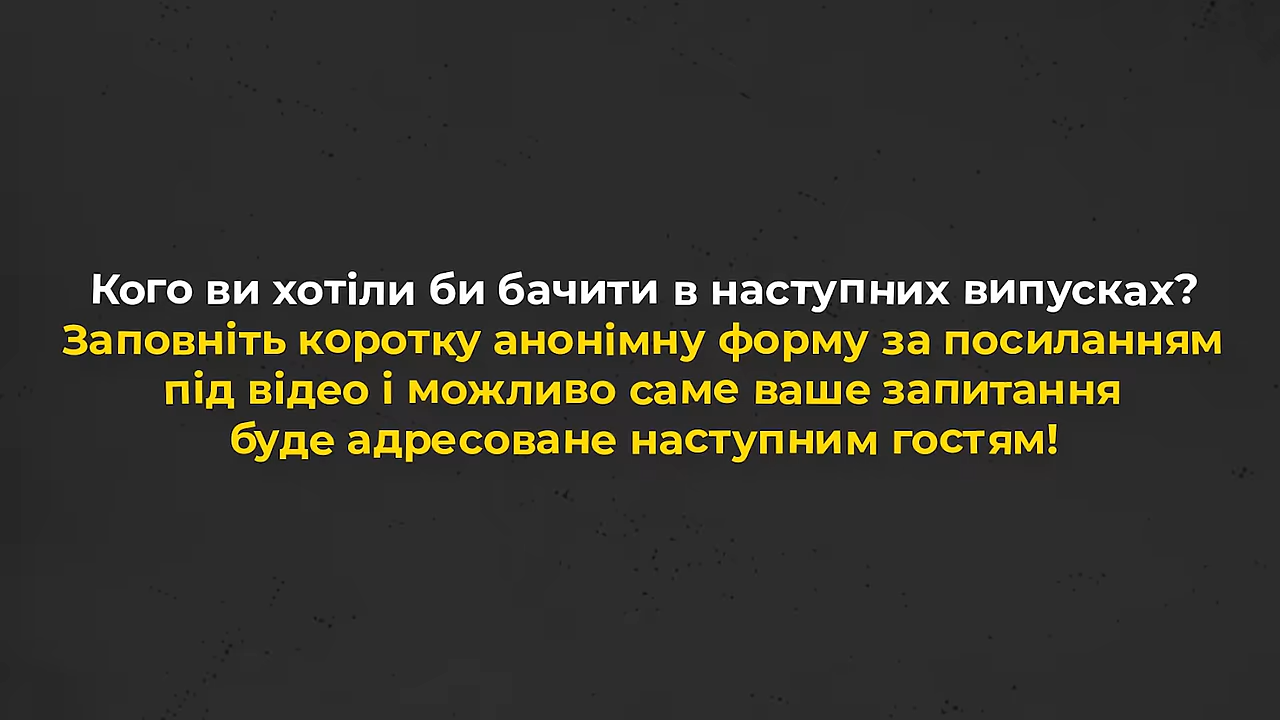 Кого ви хотіли би бачити в наступних випусках?
Заповніть коротку анонімну форму за посиланням
під відео і можливо саме ваше запитання
буде адресоване наступним гостям!